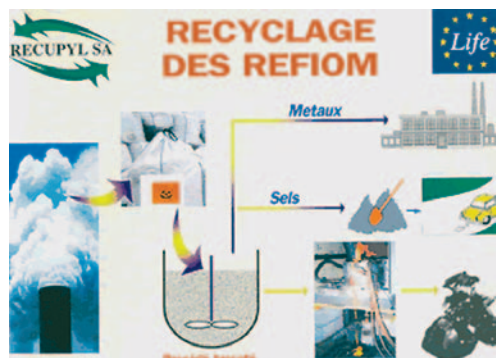 RECUPYL SA
RECYCLAGE
DES REFIOM
Life
Metaux
Sels